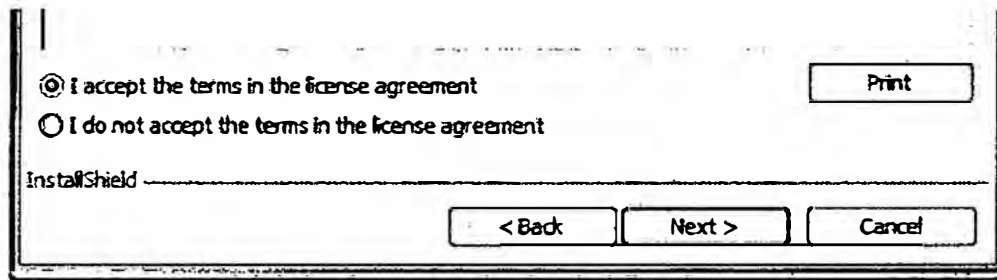 I accept the terms in the license agreement
Print
I do not accept the terms in the license agreement
InstallShield
< Back
Next >
Cancel